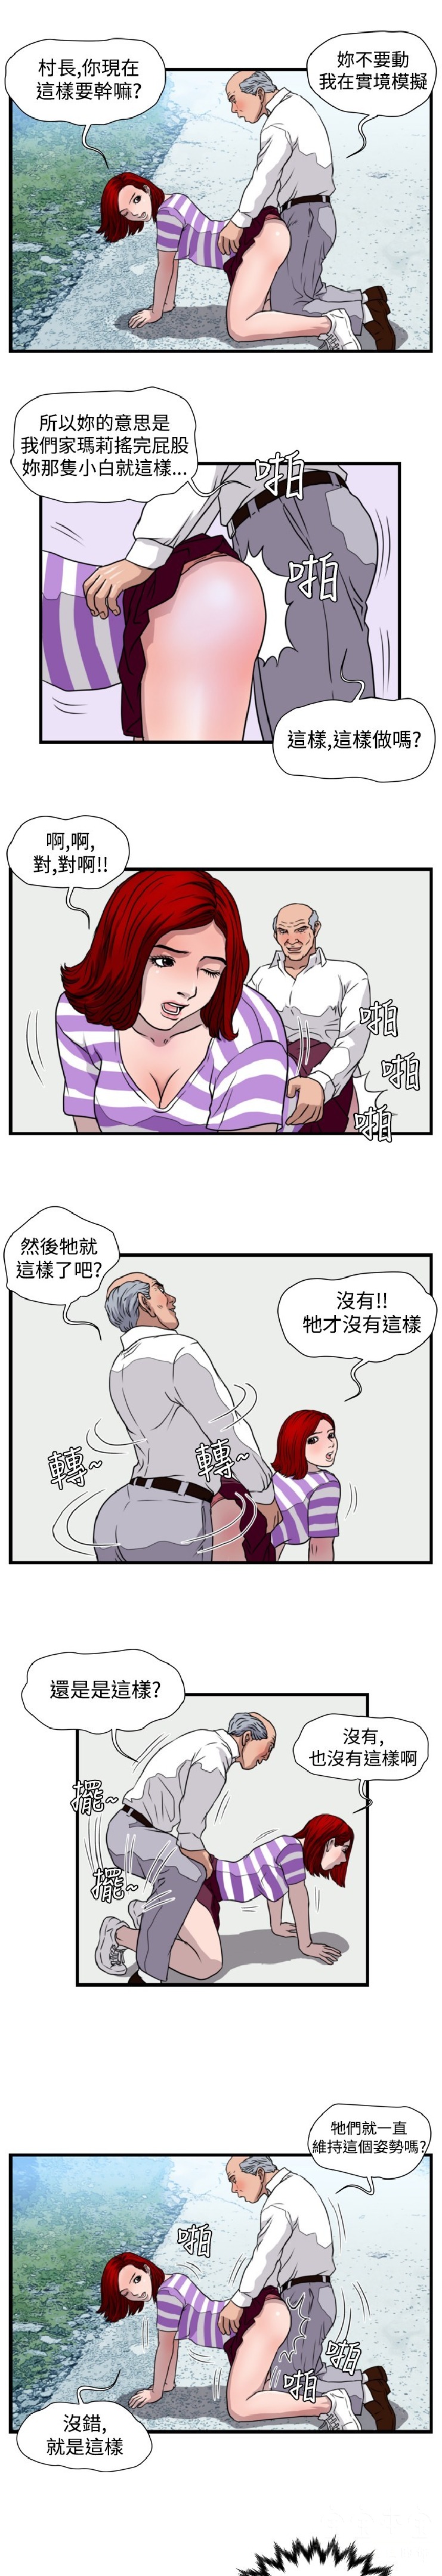 村長,你現在
這樣要幹嘛?
妳不要動
我在實境模擬
所以妳的意思是
我們家瑪莉搖完屁股
妳那隻小白就這樣...
啪
啪
這樣,這樣做嗎?
啊,啊,
對,對啊!!
啪
啪
啪
然後牠就
這樣了吧?
沒有!!
牠才沒有這樣
轉~
轉~
還是是這樣?
沒有,
也沒有這樣啊
擺~
擺~
牠們就一直
維持這個姿勢嗎?
啪
啪
啪
沒錯,
就是這樣